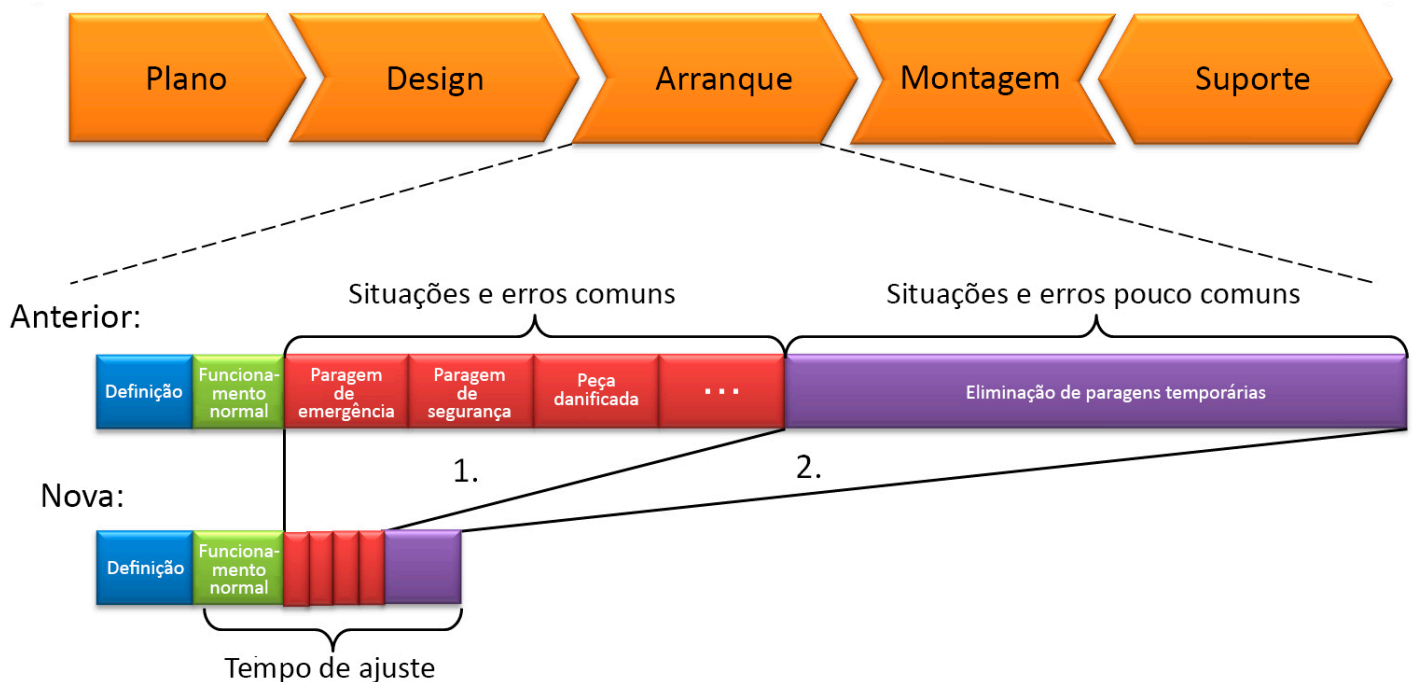 Plano
Design
Arranque
Montagem
Suporte
Situações e erros comuns
Situações e erros pouco comuns
Anterior:
Definição
Funciona-
mento
normal
Paragem
de
emergência
Paragem
de
segurança
Peça
danificada
...
Eliminação de paragens temporárias
1.
2.
Nova:
Definição
Funciona-
mento
normal
Tempo de ajuste